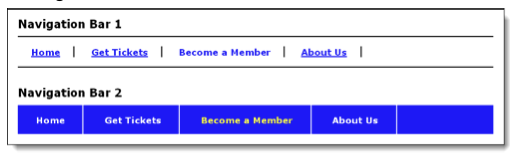 Navigation Bar 1
Home | Get Tickets | Become a Member | About Us |
Navigation Bar 2
Home Get Tickets Become a Member About Us